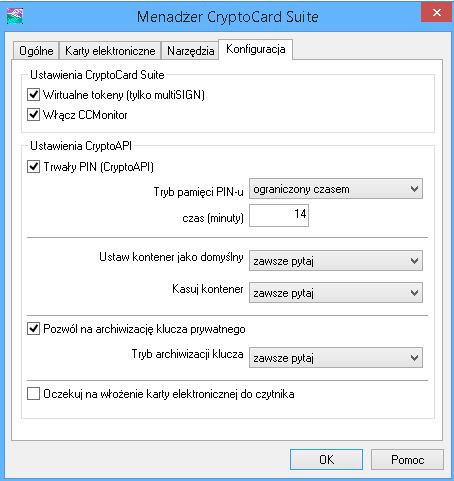 Menadżer CryptoCard Suite
Ogólne Karty elektroniczne Narzędzia Konfiguracja
Ustawienia CryptoCard Suite
Wirtualne tokeny (tylko multiSIGN)
Włącz CCMonitor
Ustawienia CryptoAPI
Trwały PIN (CryptoAPI)
Tryb pamięci PIN-u ograniczony czasem
czas (minuty) 14
Ustaw kontener jako domyślny zawsze pytaj
Kasuj kontener zawsze pytaj
Pozwól na archiwizację klucza prywatnego
Tryb archiwizacji klucza zawsze pytaj
Oczekuj na włożenie karty elektronicznej do czytnika
OK Pomoc